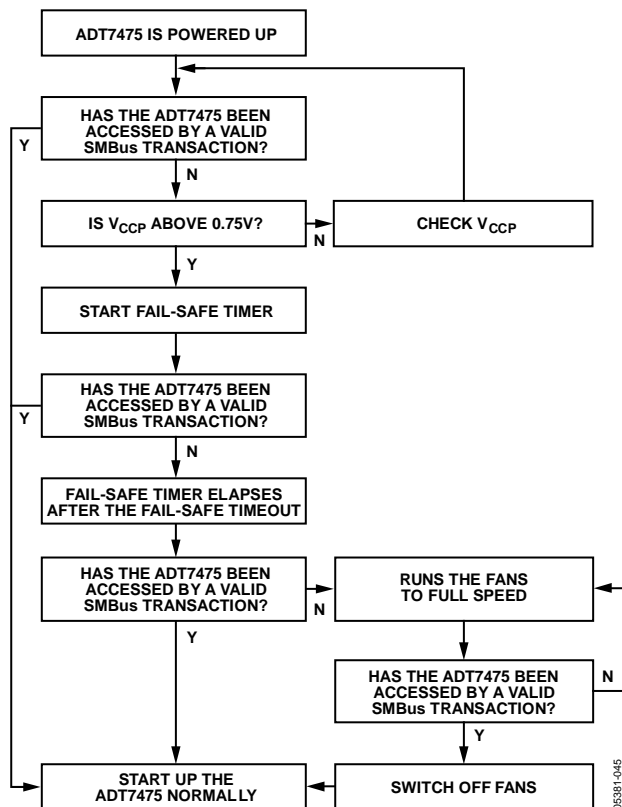 ADT7475 IS POWERED UP
HAS THE ADT7475 BEEN
ACCESSED BY A VALID
SMBus TRANSACTION?
Y
N
IS VCCP ABOVE 0.75V?
N
CHECK VCCP
Y
START FAIL-SAFE TIMER
HAS THE ADT7475 BEEN
ACCESSED BY A VALID
SMBus TRANSACTION?
Y
N
FAIL-SAFE TIMER ELAPSES
AFTER THE FAIL-SAFE TIMEOUT
HAS THE ADT7475 BEEN
ACCESSED BY A VALID
SMBus TRANSACTION?
N
RUNS THE FANS
TO FULL SPEED
Y
HAS THE ADT7475 BEEN
ACCESSED BY A VALID
SMBus TRANSACTION?
N
Y
START UP THE
ADT7475 NORMALLY
SWITCH OFF FANS
05381-045